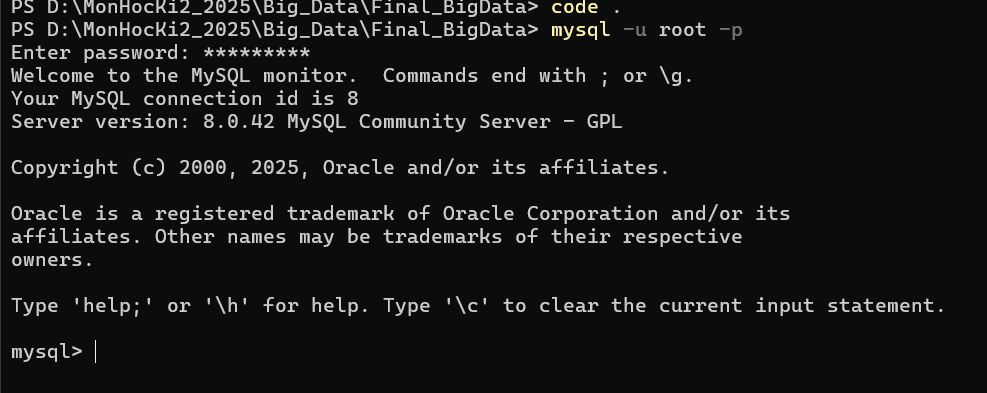 PS D:\MonHocKi2_2025\Big_Data\Final_BigData> code .
PS D:\MonHocKi2_2025\Big_Data\Final_BigData> mysql -u root -p
Enter password: *********
Welcome to the MySQL monitor.  Commands end with ; or \g.
Your MySQL connection id is 8
Server version: 8.0.42 MySQL Community Server - GPL

Copyright (c) 2000, 2025, Oracle and/or its affiliates.

Oracle is a registered trademark of Oracle Corporation and/or its
affiliates. Other names may be trademarks of their respective
owners.

Type 'help;' or '\h' for help. Type '\c' to clear the current input statement.

mysql>